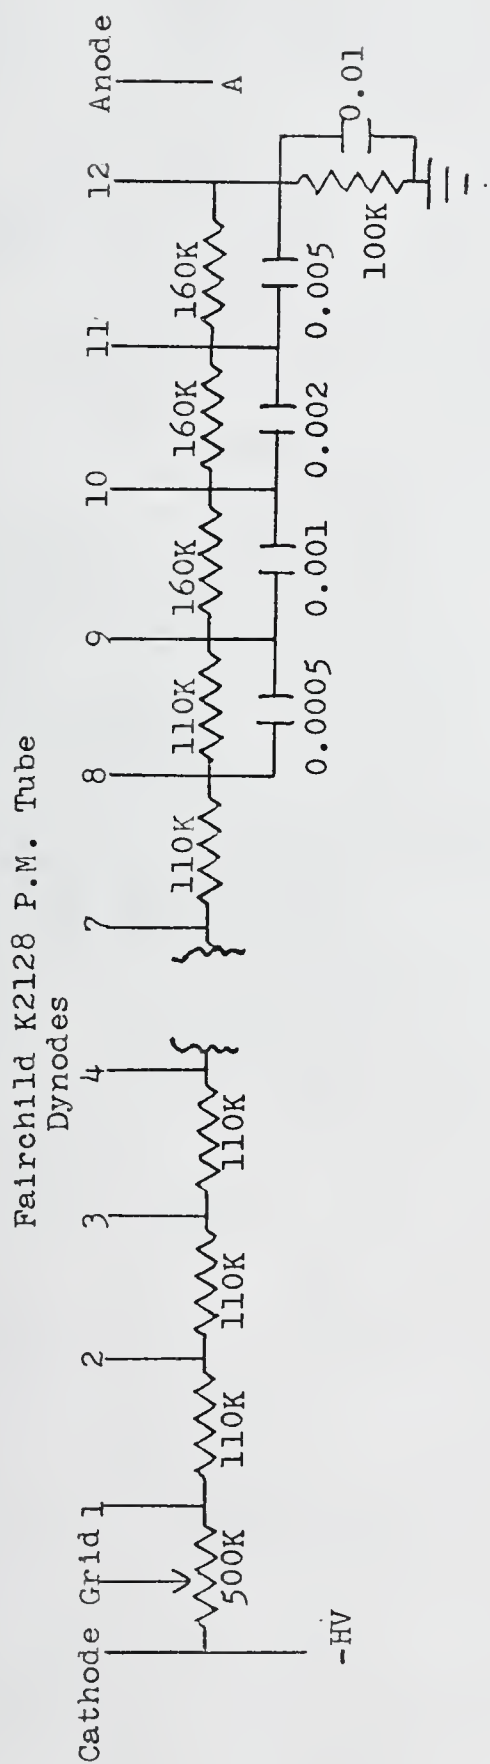 Fairchild K2128 P.M. Tube
Dynodes
Cathode Grid 1 2 3 4 7 8 9 10 11 12 Anode
A
110K 110K 160K 160K 160K
500K 110K 110K 110K
0.0005 0.001 0.002 0.005 100K 0.01
-HV